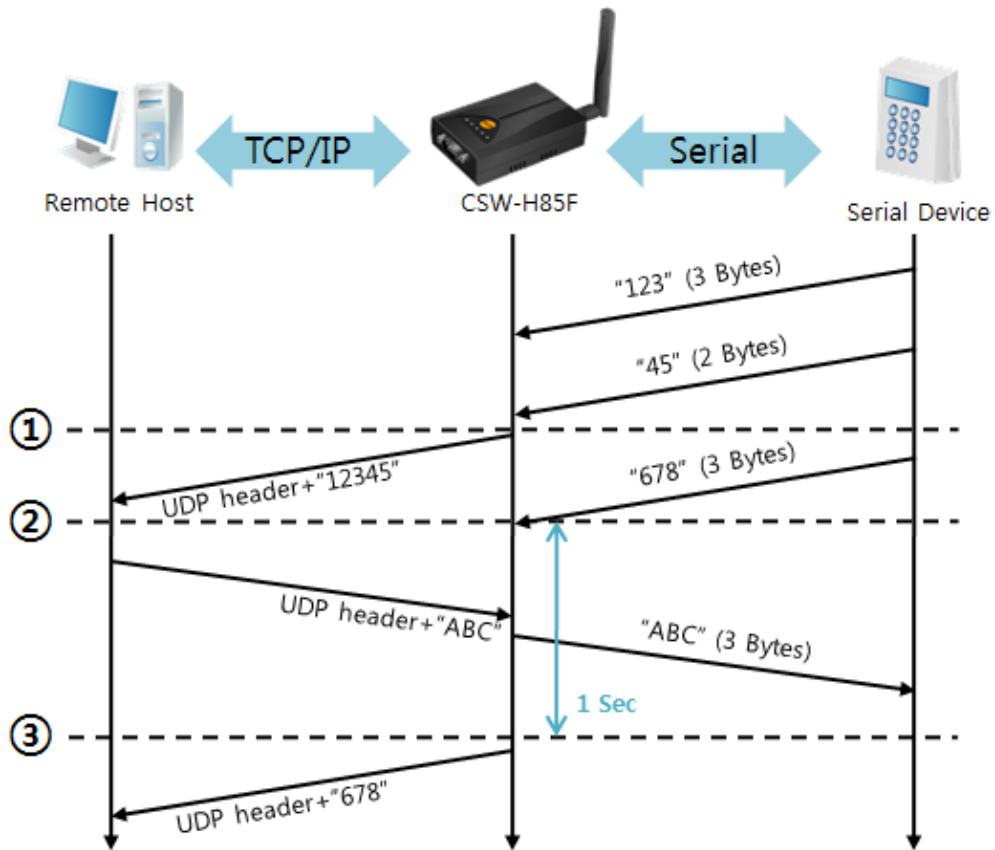 TCP/IP
Serial
Remote Host
CSW-H85F
Serial Device
"123" (3 Bytes)
"45" (2 Bytes)
①
UDP header+"12345"
"678" (3 Bytes)
②
UDP header+"ABC"
"ABC" (3 Bytes)
1 Sec
③
UDP header+"678"